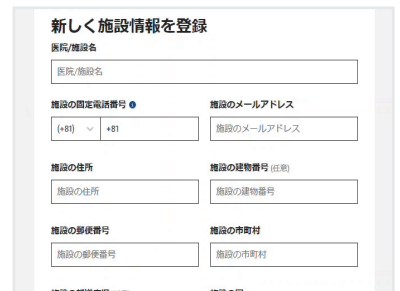 新しく施設情報を登録
医院/施設名
医院/施設名
施設の固定電話番号 施設のメールアドレス
(+81) +81 施設のメールアドレス
施設の住所 施設の建物番号 (任意)
施設の住所 施設の建物番号
施設の郵便番号 施設の市町村
施設の郵便番号 施設の市町村